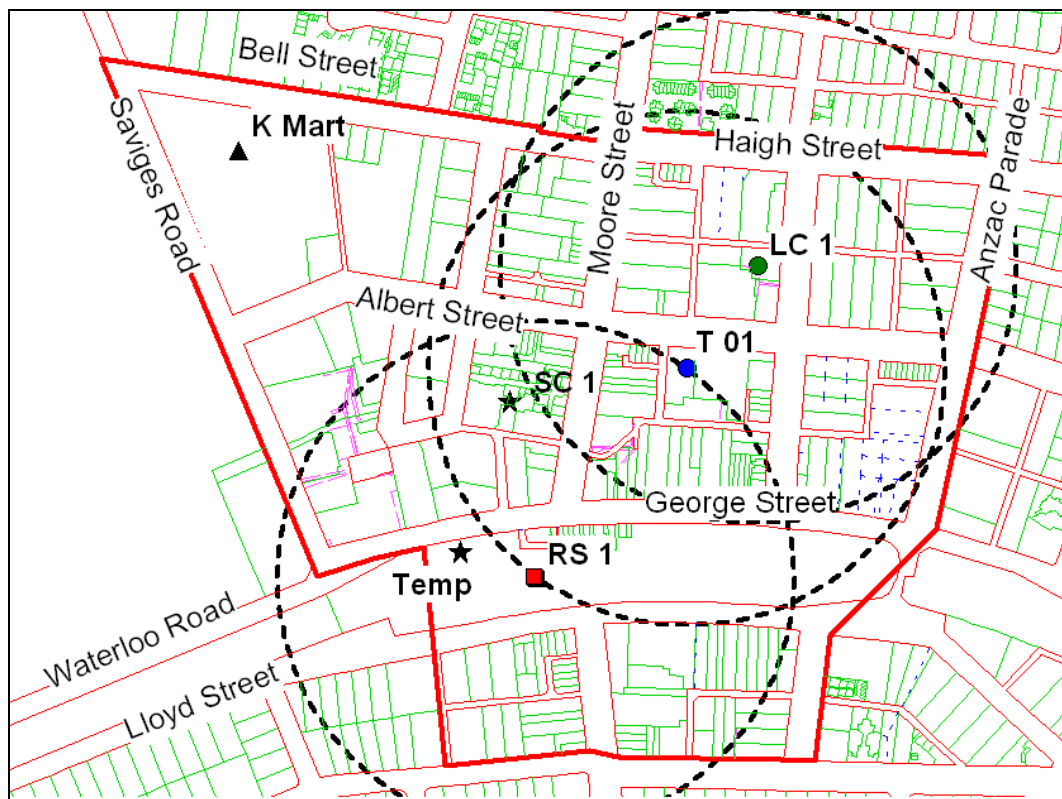 Bell Street
K Mart
Saviges Road
Moore Street
Haigh Street
Anzac Parade
LC 1
Albert Street
T 01
SC 1
George Street
RS 1
Temp
Waterloo Road
Lloyd Street